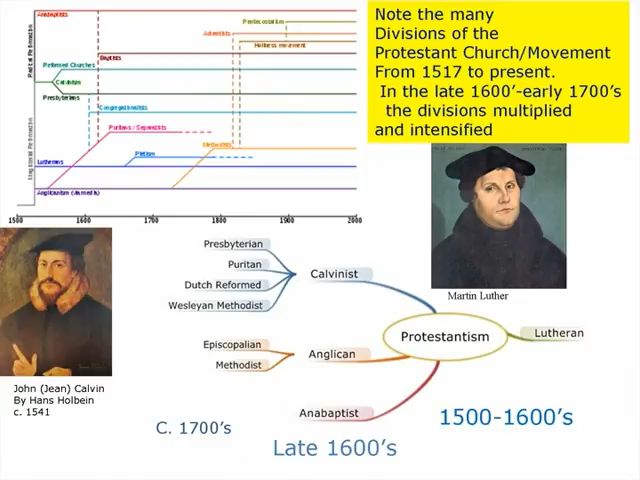 Note the many
Divisions of the
Protestant Church/Movement
From 1517 to present.
In the late 1600'-early 1700's
the divisions multiplied
and intensified
Anabaptists
Pentecostalism
Adventists
Holiness movement
Baptists
Reformed Churches
Calvinism
Presbyterians
Congregationalists
Puritans / Separatists
Methodists
Pietism
Lutherans
Anglicanism
1500
1600
1700
1800
1900
2000
Martin Luther
John (Jean) Calvin
By Hans Holbein
c. 1541
Presbyterian
Puritan
Dutch Reformed
Wesleyan Methodist
Calvinist
Protestantism
Lutheran
Episcopalian
Methodist
Anglican
Anabaptist
1500-1600's
C. 1700's
Late 1600's